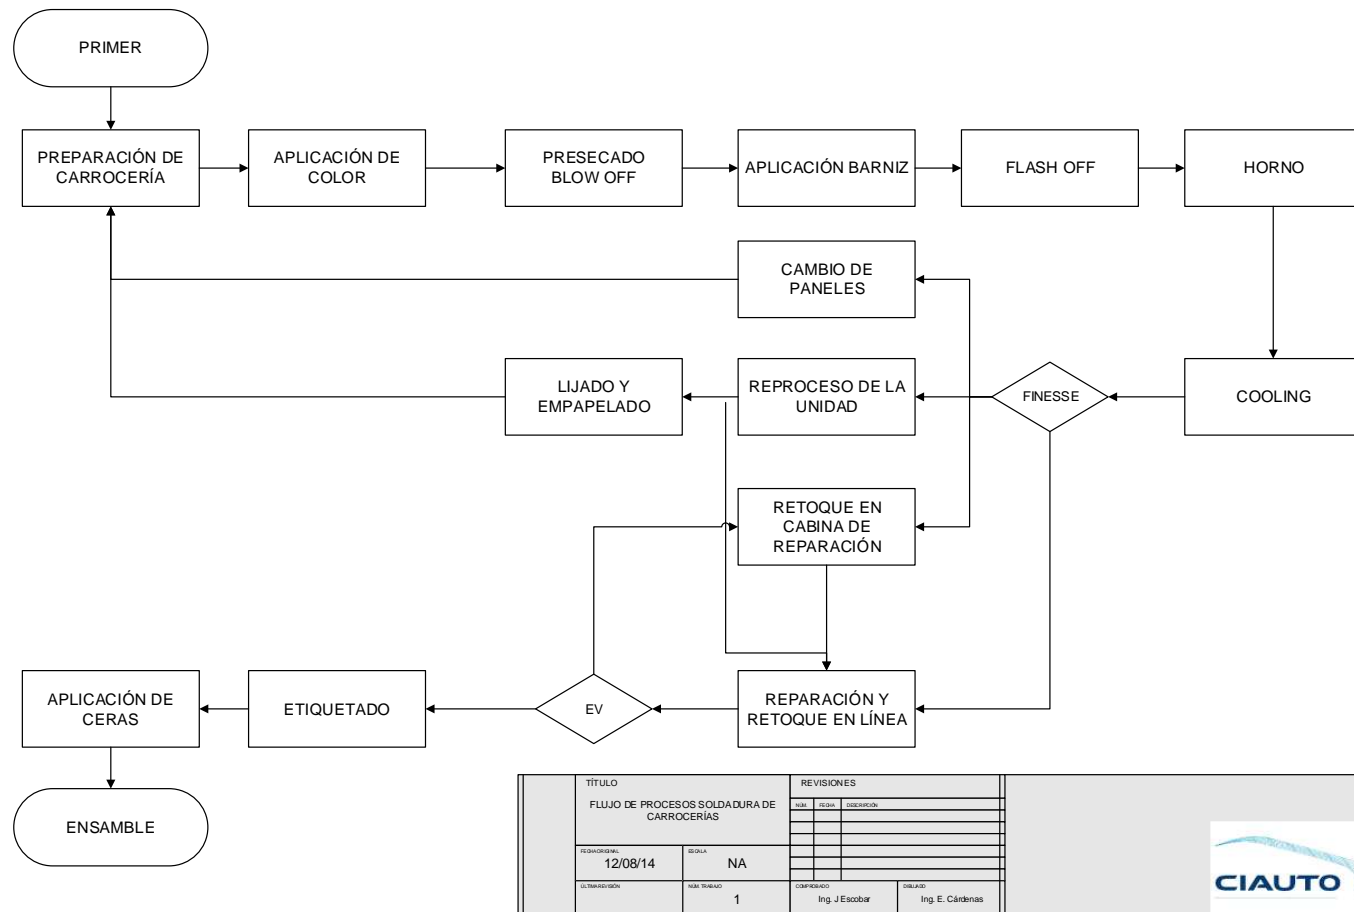 PRIMER
PREPARACIÓN DE
CARROCERÍA
APLICACIÓN DE
COLOR
PRESECADO
BLOW OFF
APLICACIÓN BARNIZ
FLASH OFF
HORNO
CAMBIO DE
PANELES
LIJADO Y
EMPAPELADO
REPROCESO DE LA
UNIDAD
FINESSE
COOLING
RETOQUE EN
CABINA DE
REPARACIÓN
APLICACIÓN DE
CERAS
ETIQUETADO
EV
REPARACIÓN Y
RETOQUE EN LÍNEA
ENSAMBLE
TÍTULO
FLUJO DE PROCESOS SOLDADURA DE
CARROCERÍAS
REVISIONES
NÚM. FECHA DESCRIPCIÓN
FECHA ORIGINAL
12/08/14
ESCALA
NA
ÚLTIMA REVISIÓN
NÚM. TRABAJO
1
COMPROBADO
Ing. J Escobar
DIBUJADO
Ing. E. Cárdenas
CIAUTO